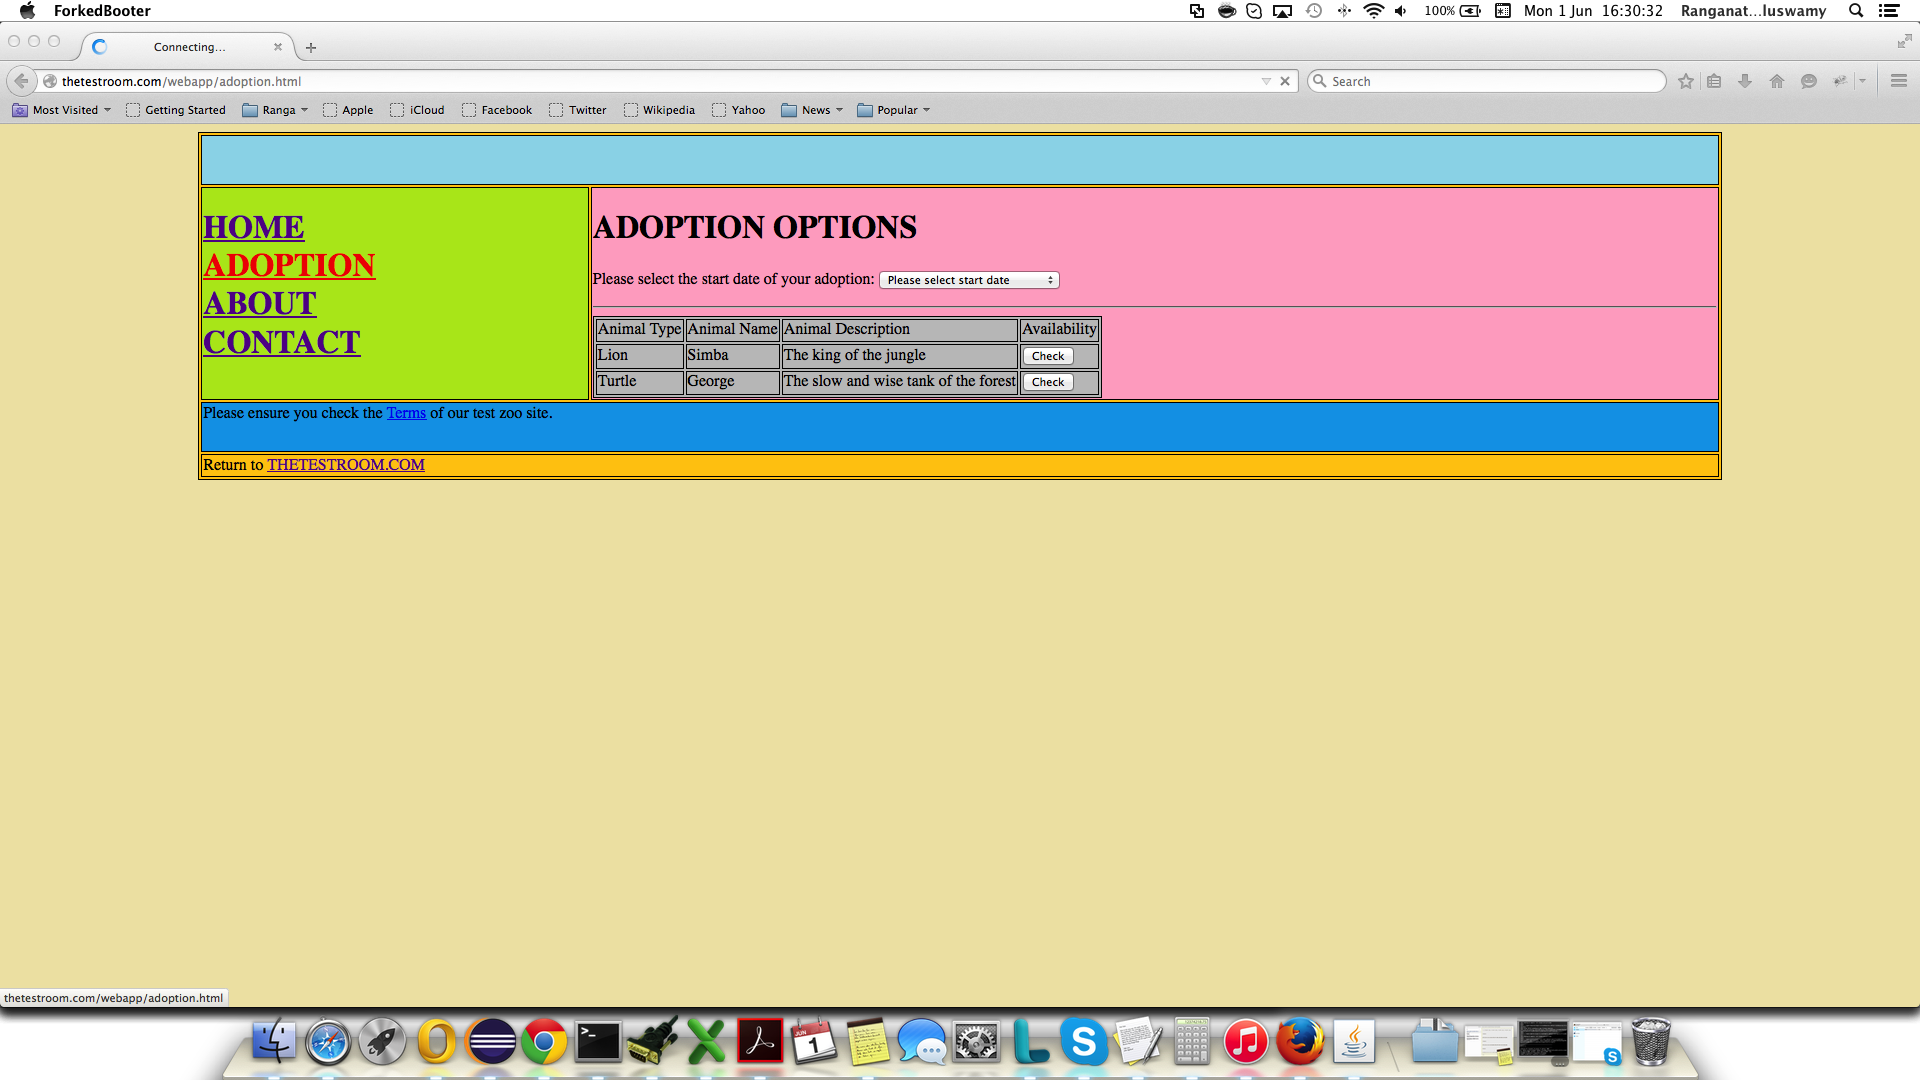 ForkedBooter
100% Mon 1 Jun 16:30:32 Ranganat...luswamy
Connecting...
thetestroom.com/webapp/adoption.html
Search
Most Visited Getting Started Ranga Apple iCloud Facebook Twitter Wikipedia Yahoo News Popular
HOME
ADOPTION
ABOUT
CONTACT
ADOPTION OPTIONS
Please select the start date of your adoption: Please select start date
Animal Type Animal Name Animal Description Availability
Lion Simba The king of the jungle Check
Turtle George The slow and wise tank of the forest Check
Please ensure you check the Terms of our test zoo site.
Return to THETESTROOM.COM
thetestroom.com/webapp/adoption.html
JUN
1